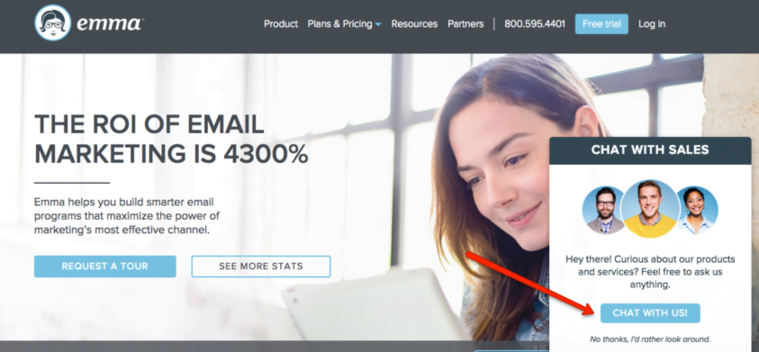 emma
Product Plans & Pricing Resources Partners 800.595.4401 Free trial Log in
THE ROI OF EMAIL
MARKETING IS 4300%
Emma helps you build smarter email
programs that maximize the power of
marketing's most effective channel.
REQUEST A TOUR SEE MORE STATS
CHAT WITH SALES
Hey there! Curious about our products
and services? Feel free to ask us
anything.
CHAT WITH US!
No thanks, I'd rather look around.